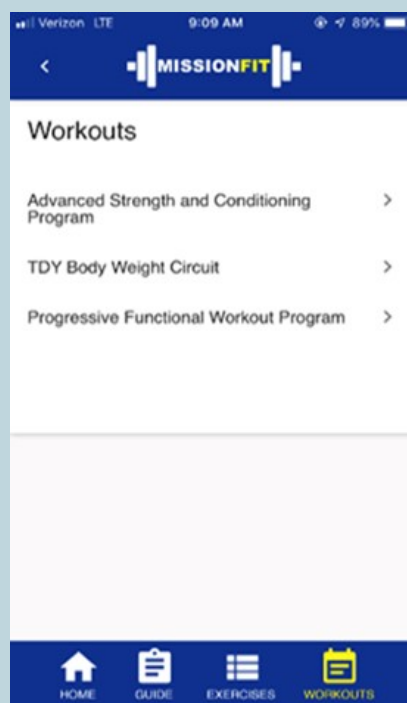 Verizon LTE 9:09 AM 89%
MISSIONFIT
Workouts
Advanced Strength and Conditioning
Program
TDY Body Weight Circuit
Progressive Functional Workout Program
HOME GUIDE EXERCISES WORKOUTS